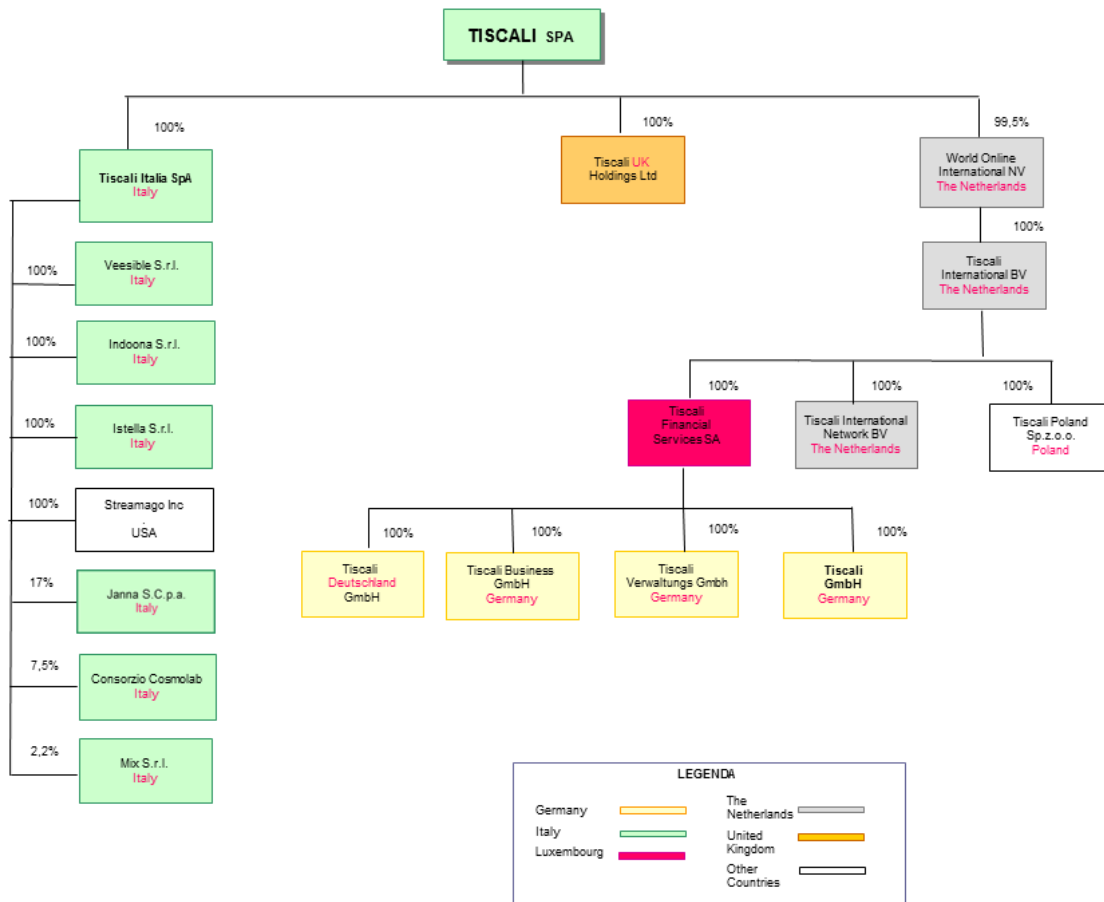 TISCALI SPA
100%
100%
99,5%
Tiscali Italia SpA
Italy
Tiscali UK
Holdings Ltd
World Online
International NV
The Netherlands
100%
100%
Veesible S.r.l.
Italy
Tiscali
International BV
The Netherlands
100%
Indoona S.r.l.
Italy
100%
100%
100%
100%
Istella S.r.l.
Italy
Tiscali
Financial
Services SA
Tiscali International
Network BV
The Netherlands
Tiscali Poland
Sp.z.o.o.
Poland
100%
Streamago Inc
.
USA
100%
100%
100%
100%
17%
Janna S.C.p.a.
Italy
Tiscali
Deutschland
GmbH
Tiscali Business
GmbH
Germany
Tiscali
Verwaltungs Gmbh
Germany
Tiscali
GmbH
Germany
7,5%
Consorzio Cosmolab
Italy
2,2%
Mix S.r.l.
Italy
LEGENDA
Germany
Italy
Luxembourg
The
Netherlands
United
Kingdom
Other
Countries